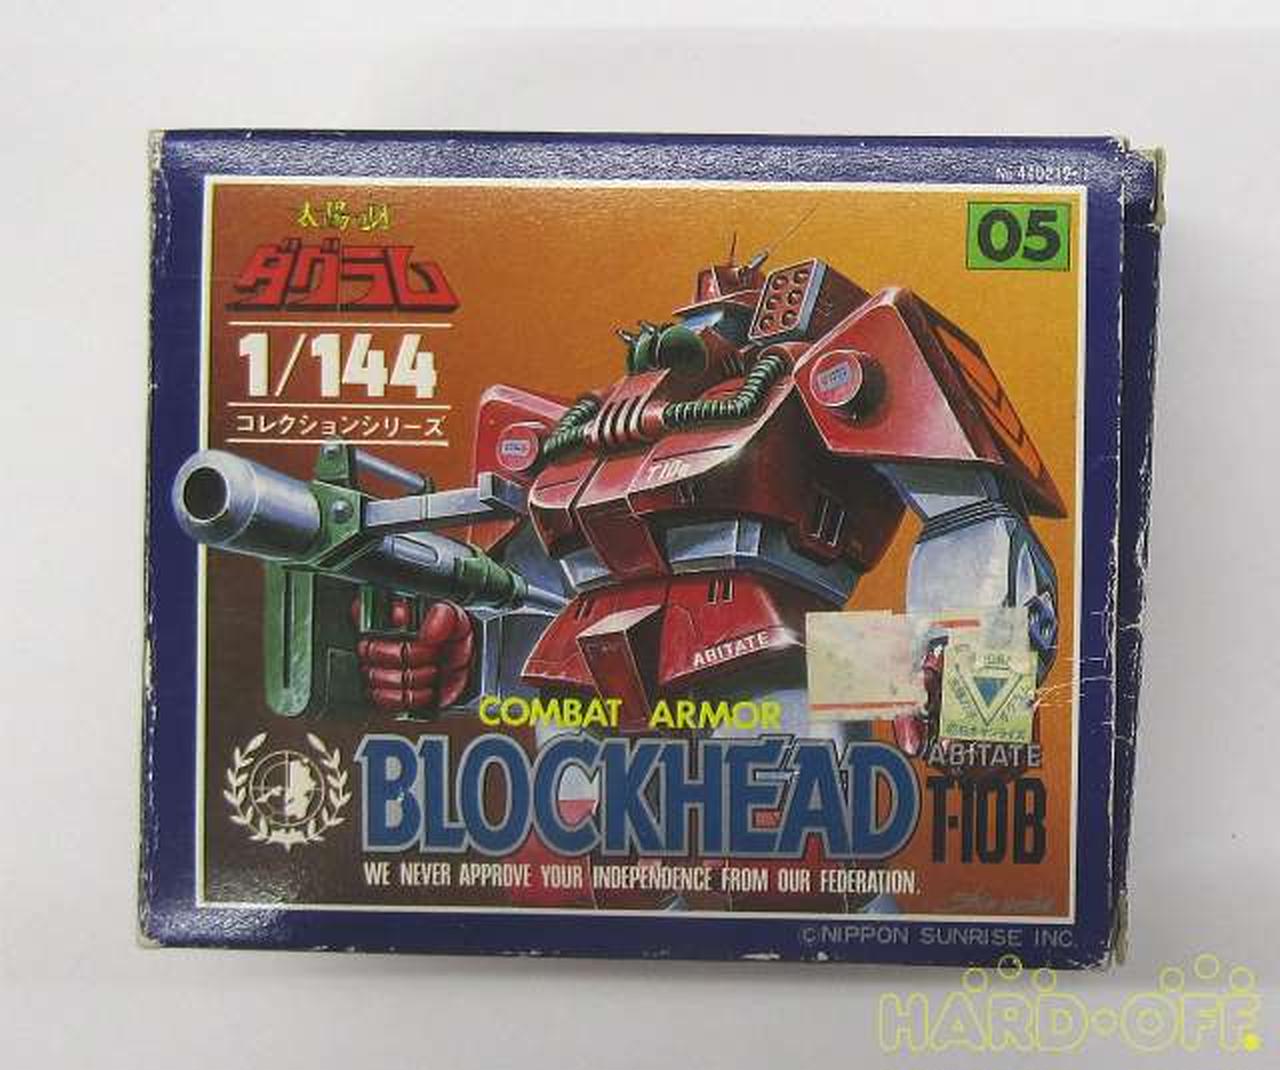 05
太陽の牙
ダグラム
1/144
コレクションシリーズ
T10B
ABITATE
COMBAT ARMOR
BLOCKHEAD
ABITATE
T-10B
WE NEVER APPROVE YOUR INDEPENDENCE FROM OUR FEDERATION.
©NIPPON SUNRISE INC.
HARD·OFF